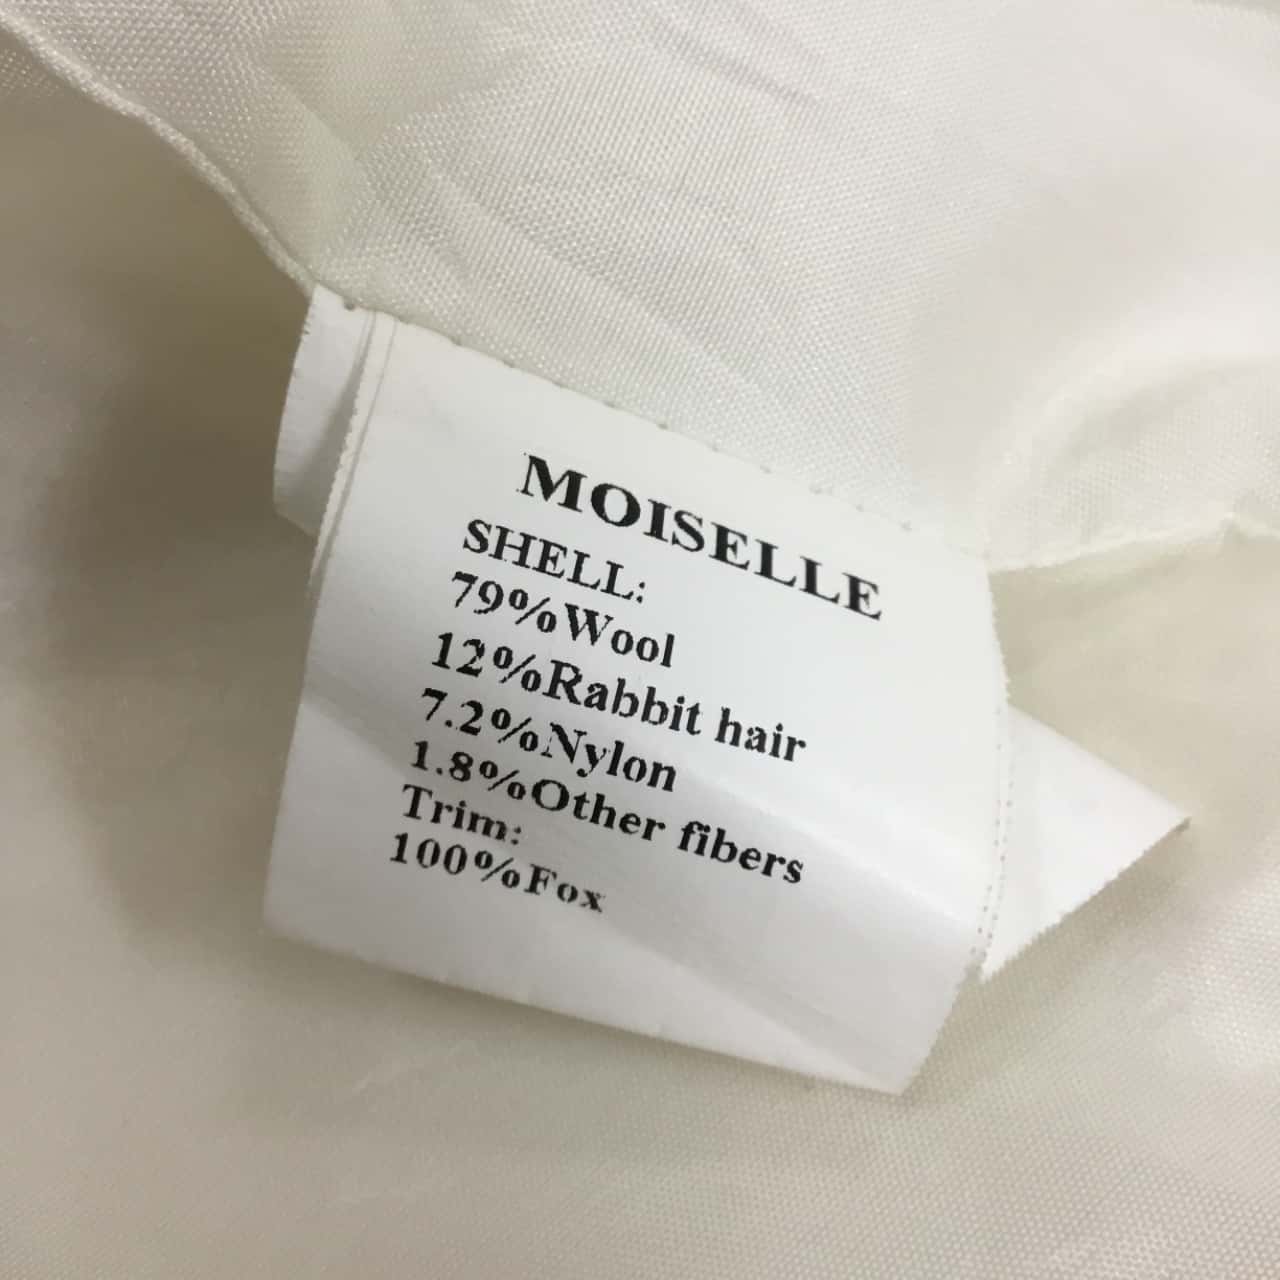 MOISELLE
SHELL:
79%Wool
12%Rabbit hair
7.2%Nylon
1.8%Other fibers
Trim:
100%Fox